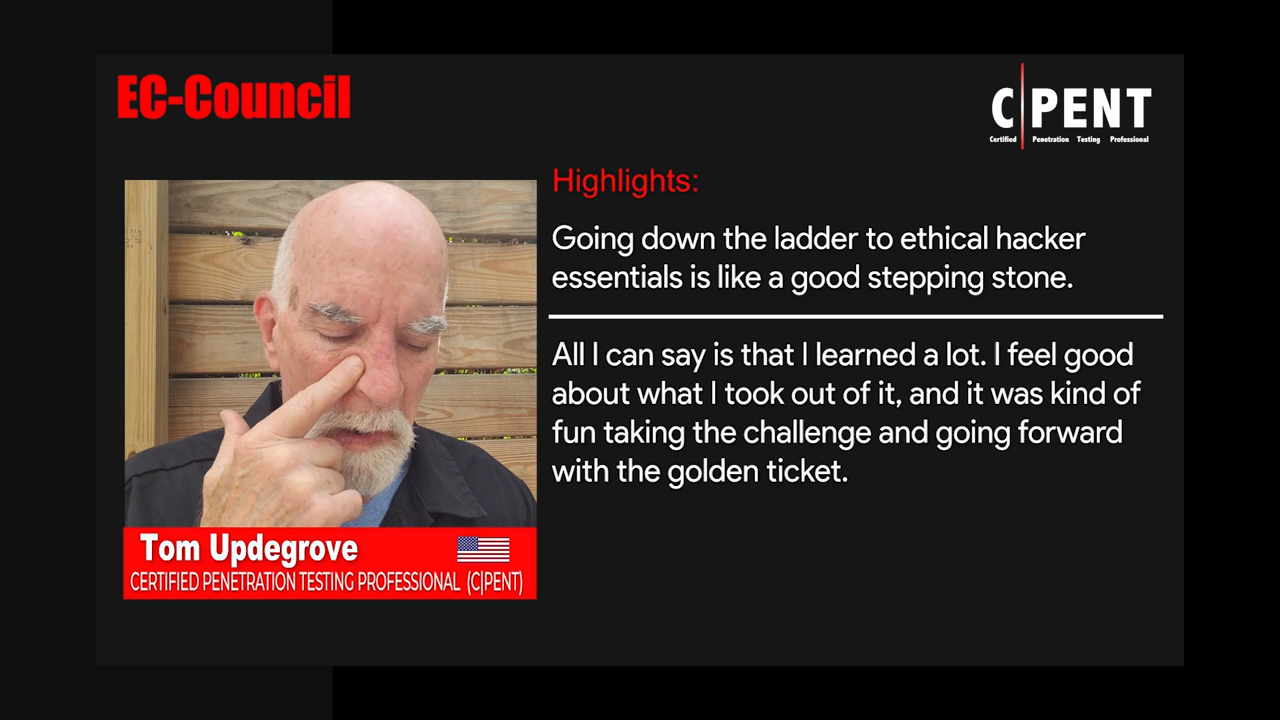 EC-Council
C|PENT
Certified Penetration Testing Professional
Highlights:
Going down the ladder to ethical hacker
essentials is like a good stepping stone.
All I can say is that I learned a lot. I feel good
about what I took out of it, and it was kind of
fun taking the challenge and going forward
with the golden ticket.
Tom Updegrove
CERTIFIED PENETRATION TESTING PROFESSIONAL (C|PENT)